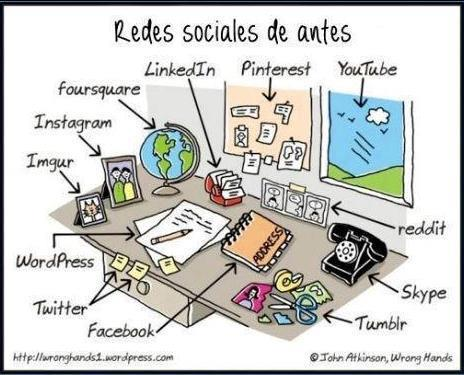 Redes sociales de antes
LinkedIn
Pinterest
YouTube
foursquare
Instagram
Imgur
reddit
ADDRESS
WordPress
Skype
Twitter
Tumblr
Facebook
http://wronghands1.wordpress.com
© John Atkinson, Wrong Hands